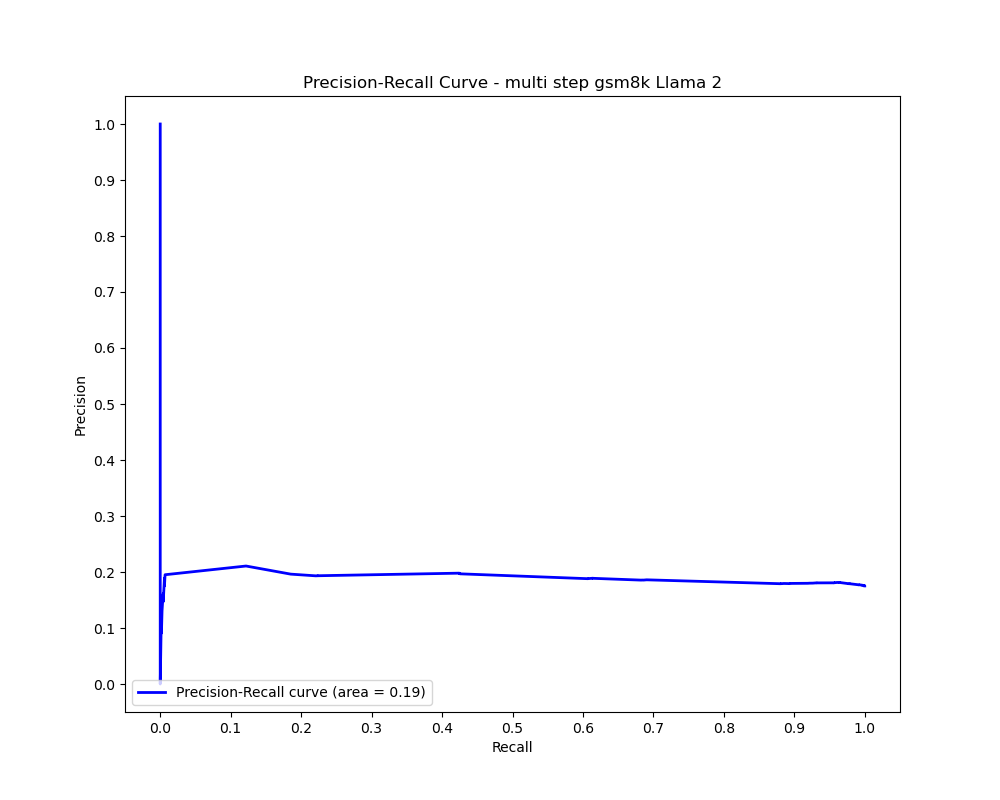 Precision-Recall Curve - multi step gsm8k Llama 2
1.0
0.9
0.8
0.7
0.6
0.5
0.4
0.3
0.2
0.1
0.0
Precision
Precision-Recall curve (area = 0.19)
0.0 0.1 0.2 0.3 0.4 0.5 0.6 0.7 0.8 0.9 1.0
Recall